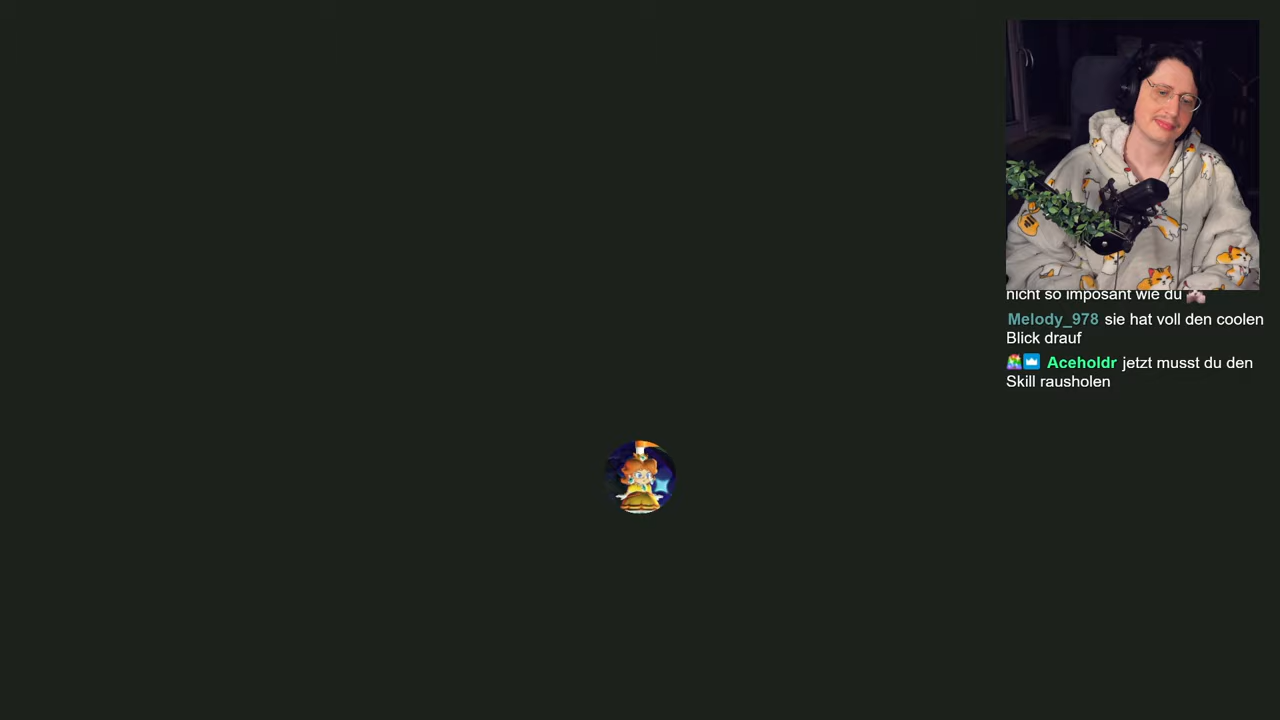 nicht so imposant wie du
Melody_978 sie hat voll den coolen
Blick drauf
Aceholdr jetzt musst du den
Skill rausholen